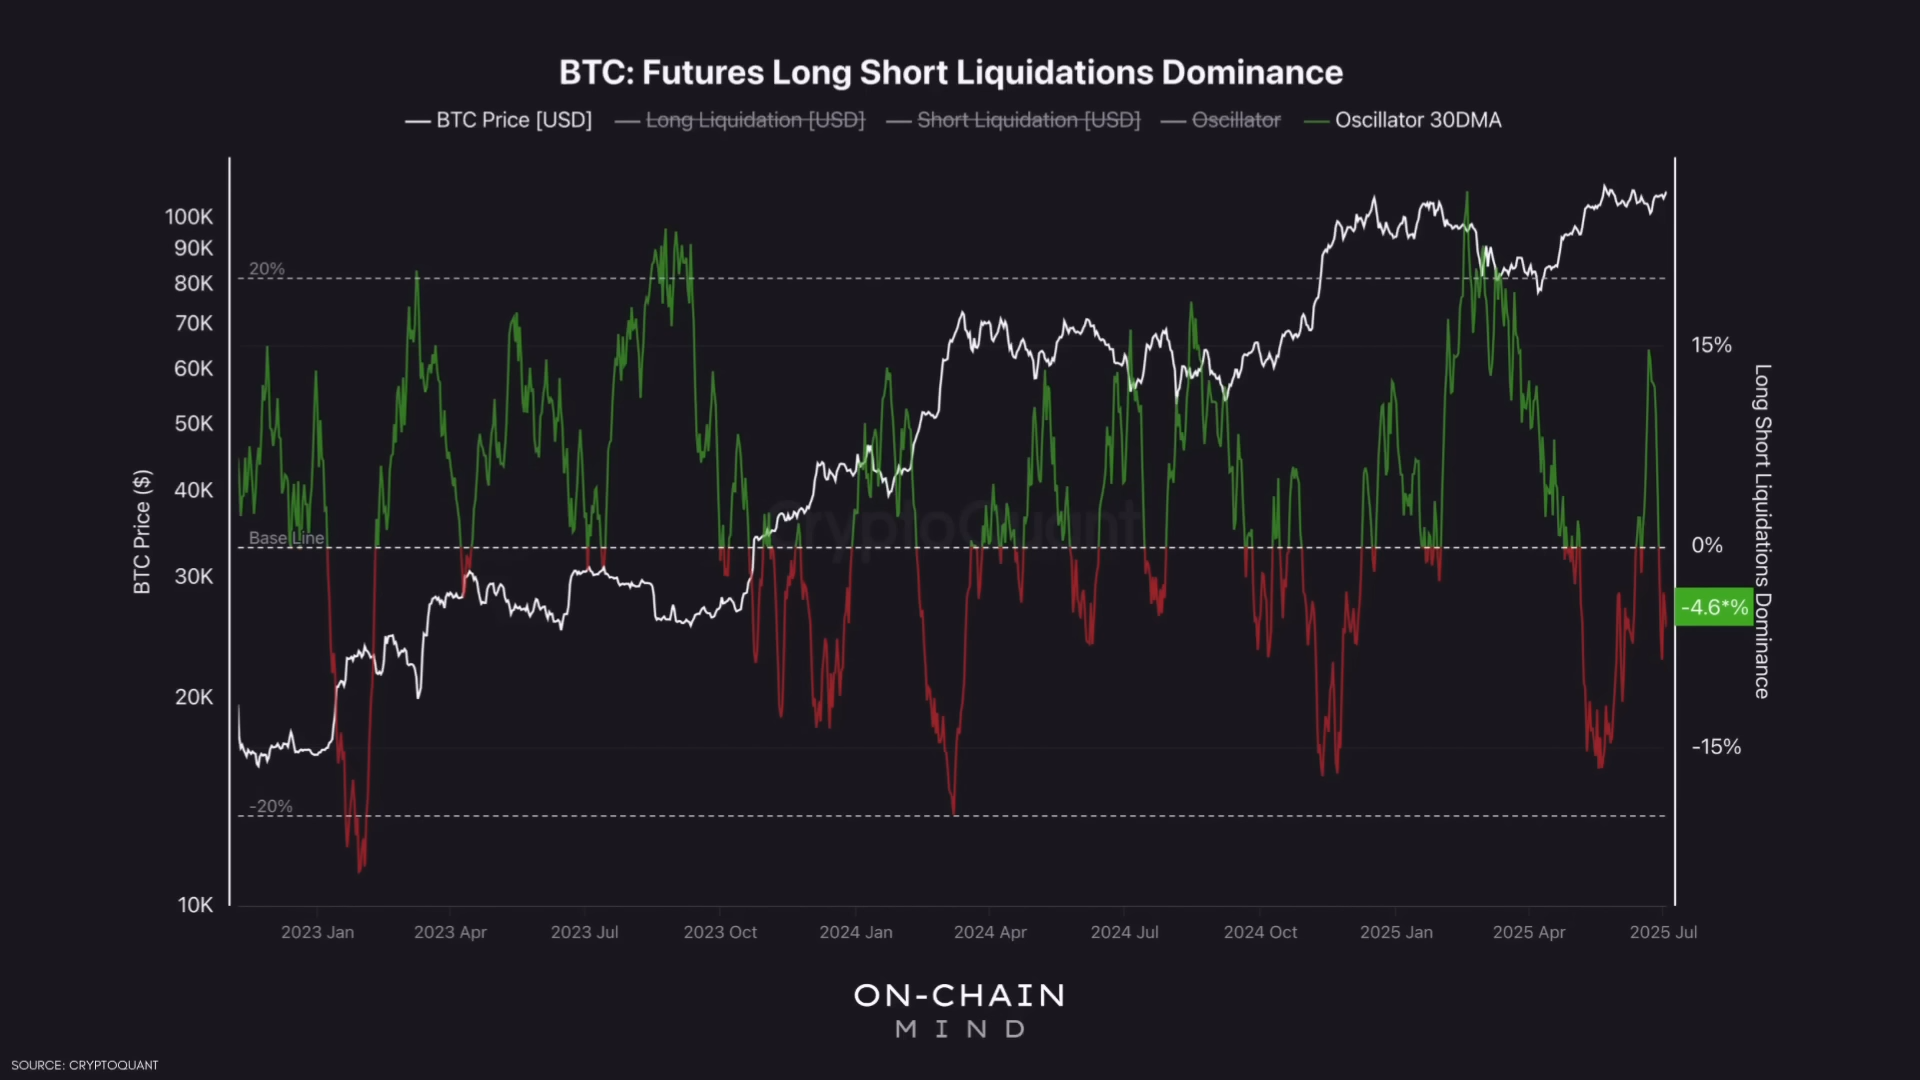 BTC: Futures Long Short Liquidations Dominance
BTC Price [USD] Long Liquidation [USD] Short Liquidation [USD] Oscillator Oscillator 30DMA
100K
90K
80K
70K
60K
50K
40K
30K
20K
10K
BTC Price ($)
20%
Base Line
-20%
CryptoQuant
15%
0%
-4.6*%
-15%
Long Short Liquidations Dominance
2023 Jan 2023 Apr 2023 Jul 2023 Oct 2024 Jan 2024 Apr 2024 Jul 2024 Oct 2025 Jan 2025 Apr 2025 Jul
ON-CHAIN
MIND
SOURCE: CRYPTOQUANT